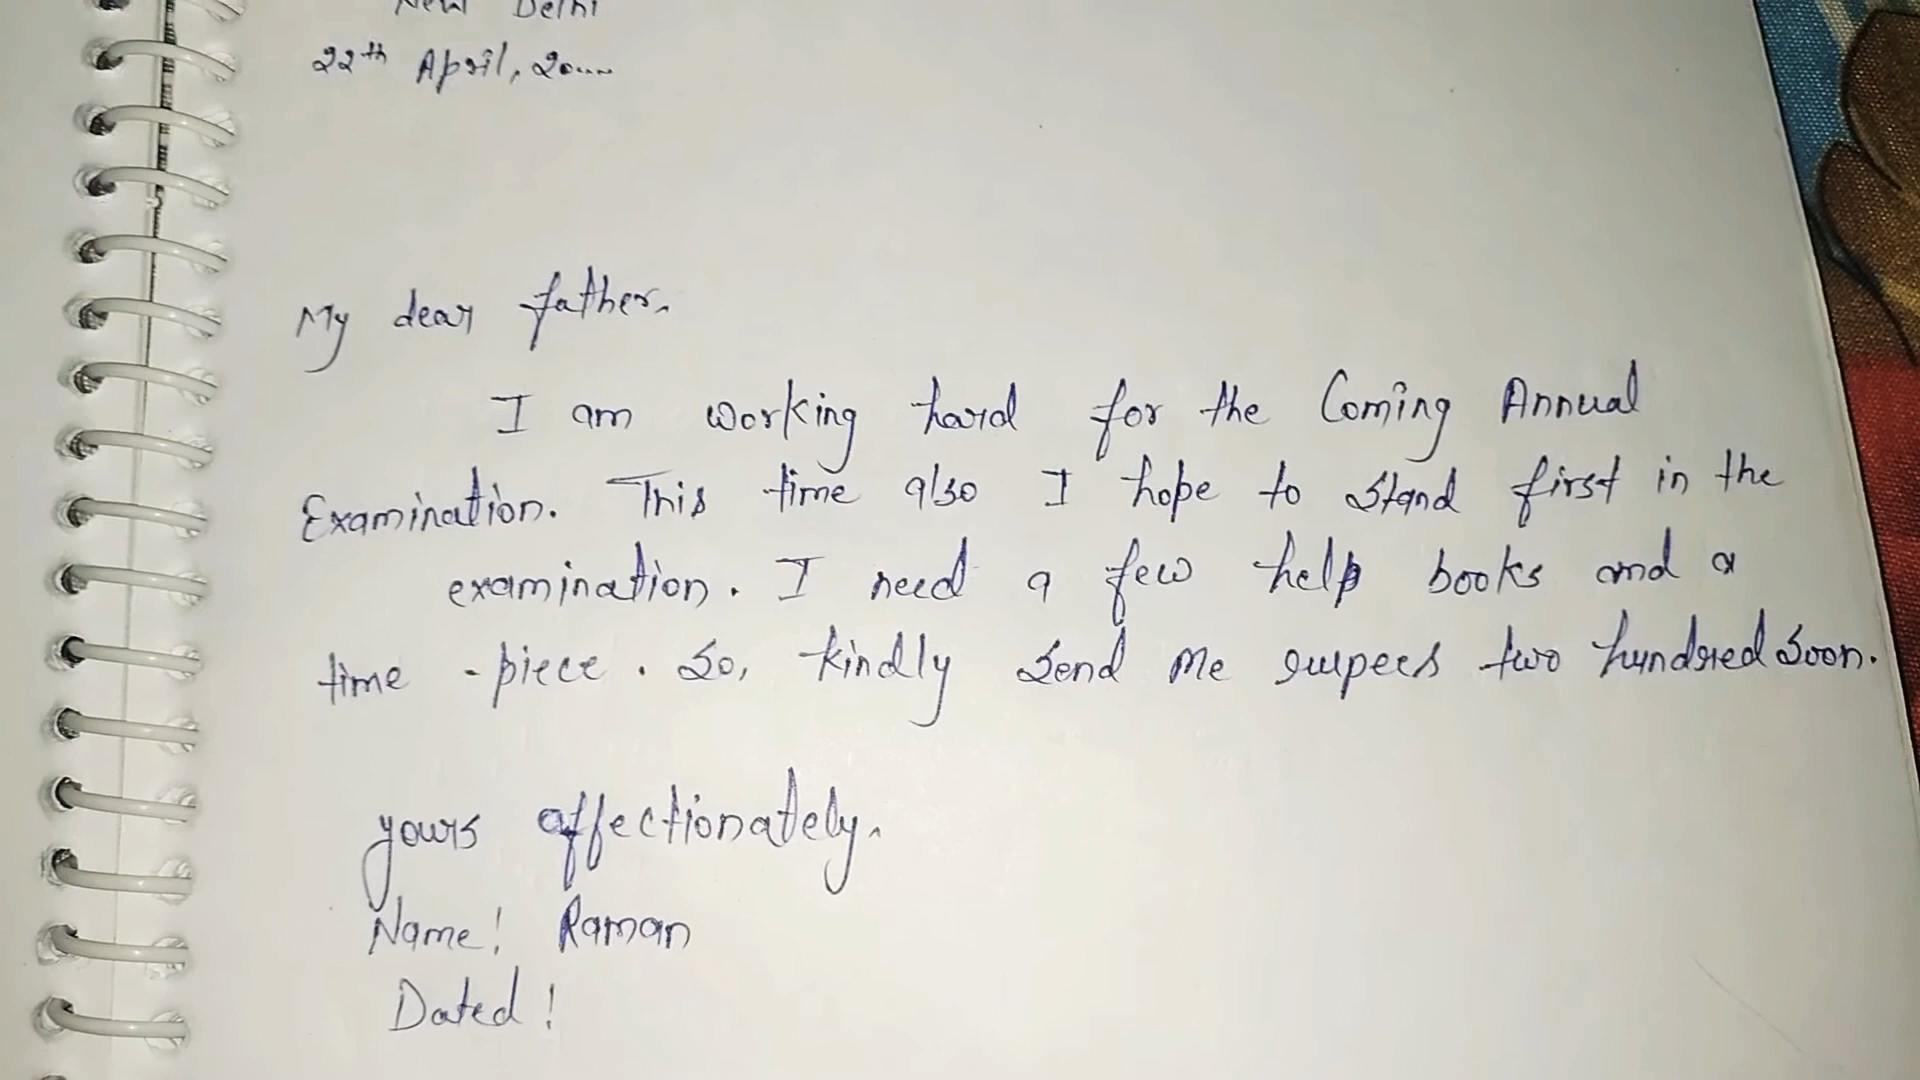 New Delhi
22th April, 20....
My dear father,
I am working hard for the Coming Annual
Examination. This time also I hope to stand first in the
examination. I need a few help books and a
time - piece. So, kindly send me rupees two hundred soon.
yours affectionately,
Name! Raman
Dated!